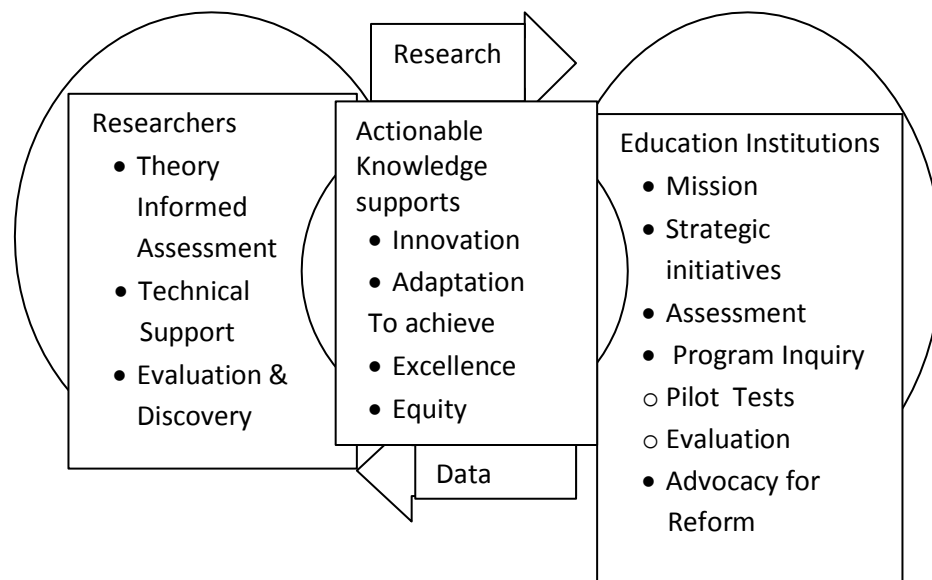 Research
Researchers
• Theory
Informed
Assessment
• Technical
Support
• Evaluation &
Discovery
Actionable
Knowledge
supports
• Innovation
• Adaptation
To achieve
• Excellence
• Equity
Data
Education Institutions
• Mission
• Strategic
initiatives
• Assessment
• Program Inquiry
o Pilot Tests
o Evaluation
• Advocacy for
Reform